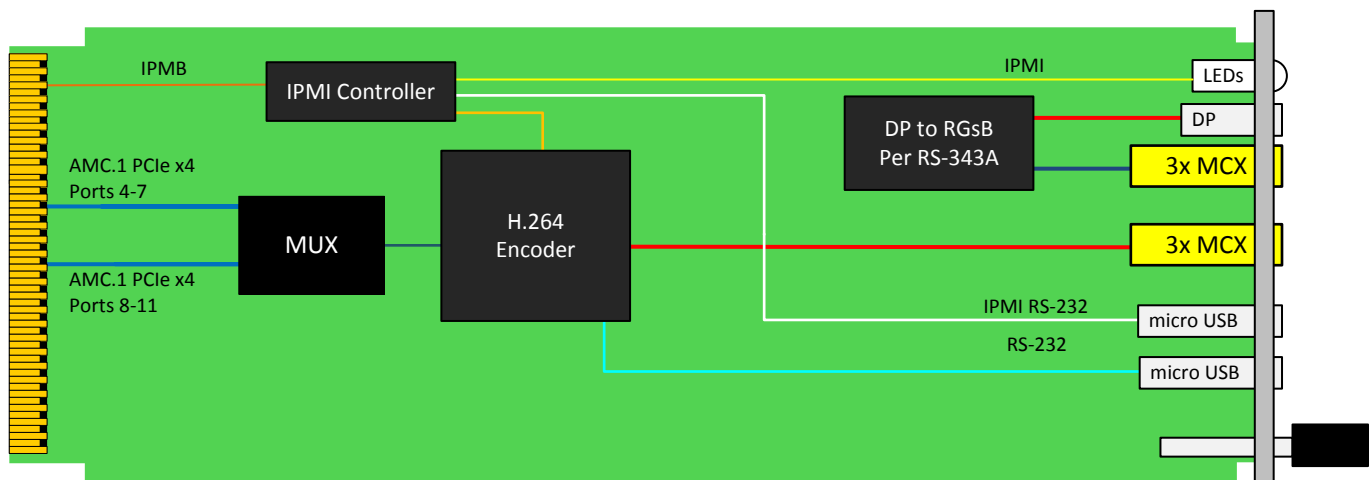 IPMB
IPMI Controller
IPMI
LEDs
DP to RGsB
Per RS-343A
DP
3x MCX
AMC.1 PCIe x4
Ports 4-7
MUX
H.264
Encoder
3x MCX
AMC.1 PCIe x4
Ports 8-11
IPMI RS-232
micro USB
RS-232
micro USB